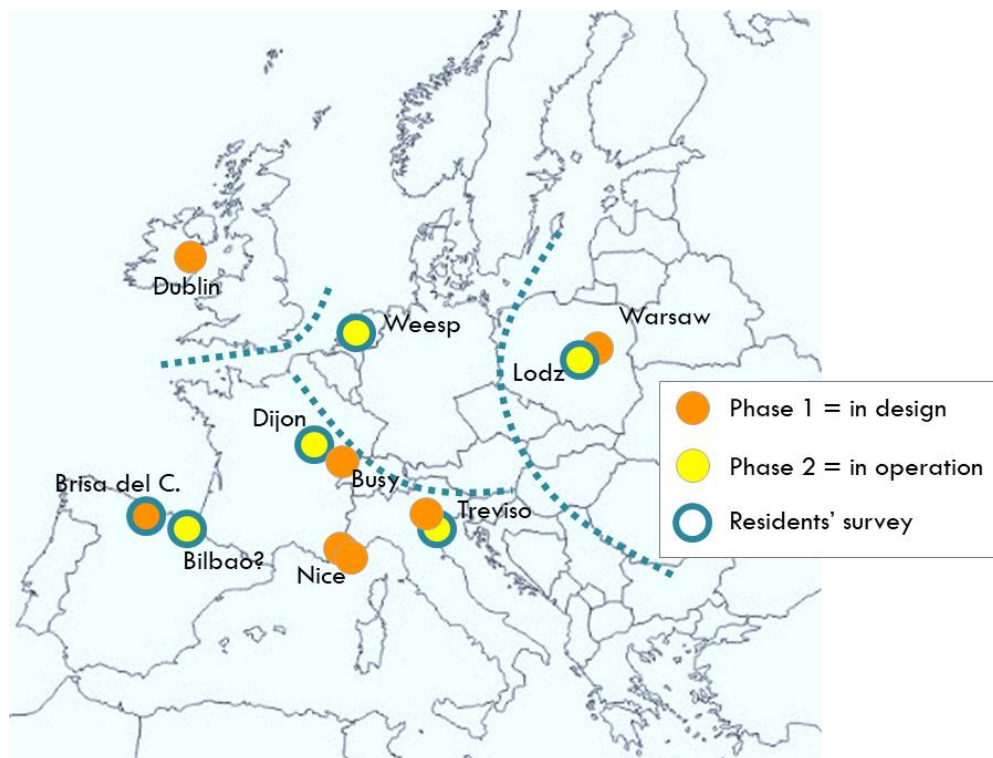 Dublin
Weesp
Warsaw
Lodz
Dijon
Busy
Brisa del C.
Bilbao?
Treviso
Nice
Phase 1 = in design
Phase 2 = in operation
Residents’ survey